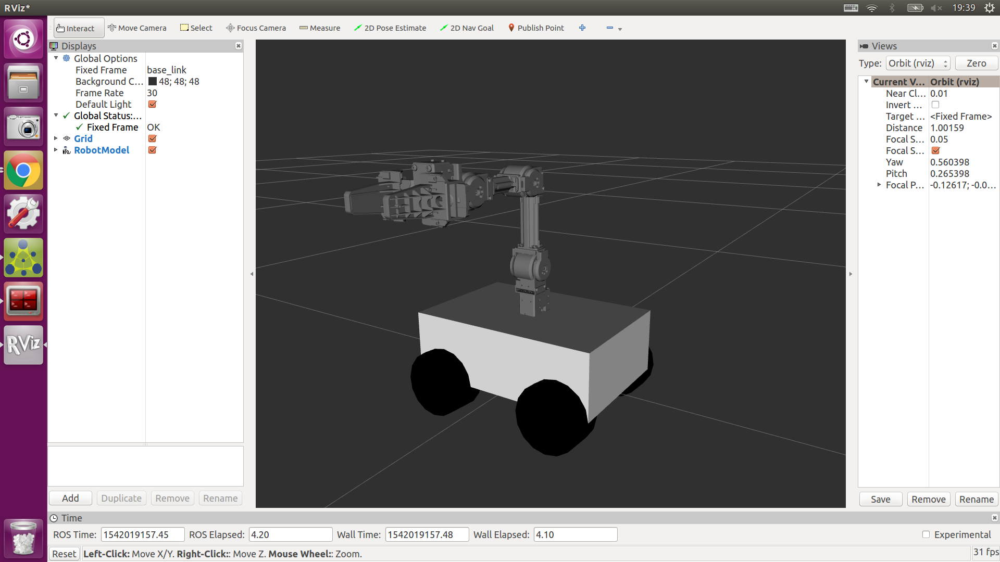 RViz*
19:39
Interact Move Camera Select Focus Camera Measure 2D Pose Estimate 2D Nav Goal Publish Point
Displays
Global Options
Fixed Frame base_link
Background C... 48; 48; 48
Frame Rate 30
Default Light
Global Status:...
Fixed Frame OK
Grid
RobotModel
Add Duplicate Remove Rename
Views
Type: Orbit (rviz) Zero
Current V... Orbit (rviz)
Near Cl... 0.01
Invert ...
Target ... <Fixed Frame>
Distance 1.00159
Focal S... 0.05
Focal S...
Yaw 0.560398
Pitch 0.265398
Focal P... -0.12617; -0.0...
Save Remove Rename
RViz
Time
ROS Time: 1542019157.45 ROS Elapsed: 4.20 Wall Time: 1542019157.48 Wall Elapsed: 4.10 Experimental
Reset Left-Click: Move X/Y. Right-Click:: Move Z. Mouse Wheel:: Zoom. 31 fps